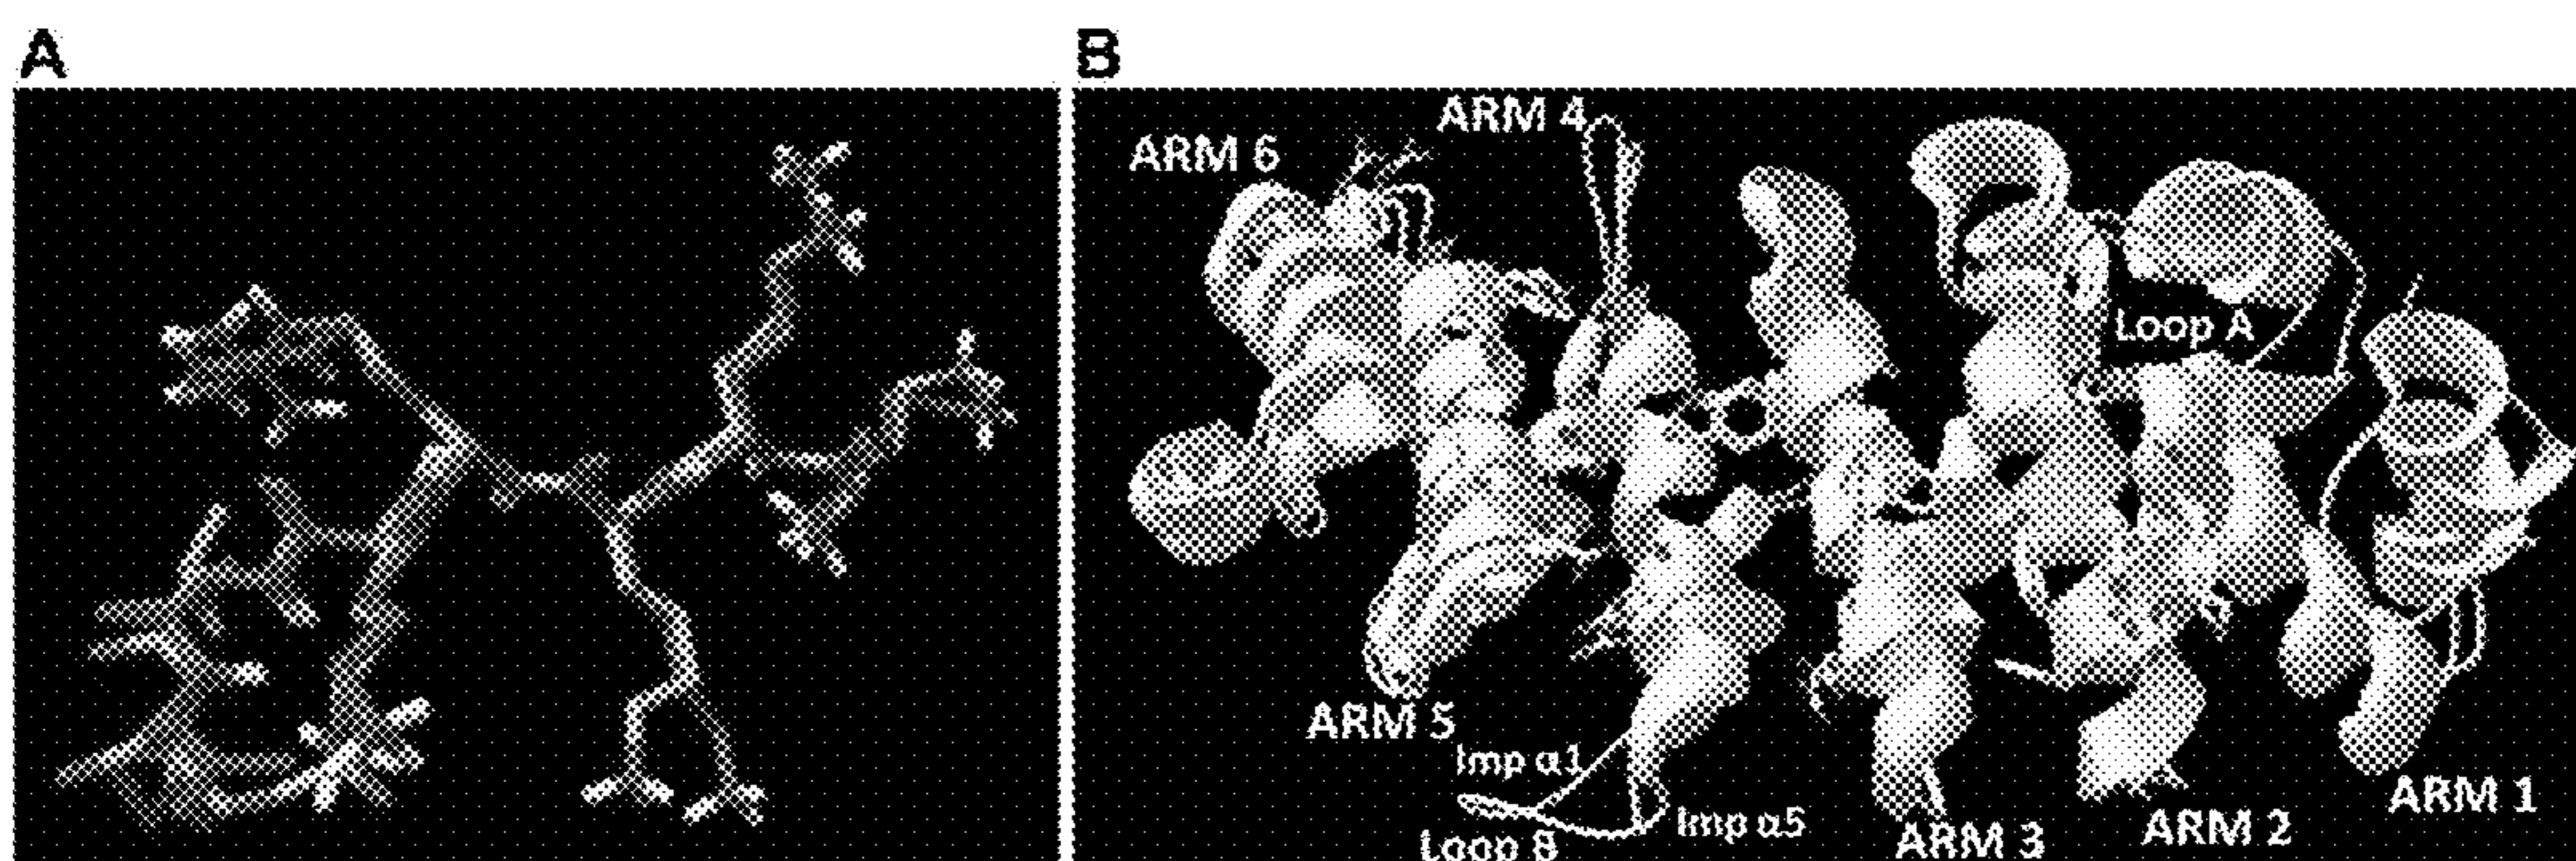 A
B
ARM 4
ARM 6
Loop A
ARM 5
Imp α1
Imp α5
Loop B
ARM 3
ARM 2
ARM 1